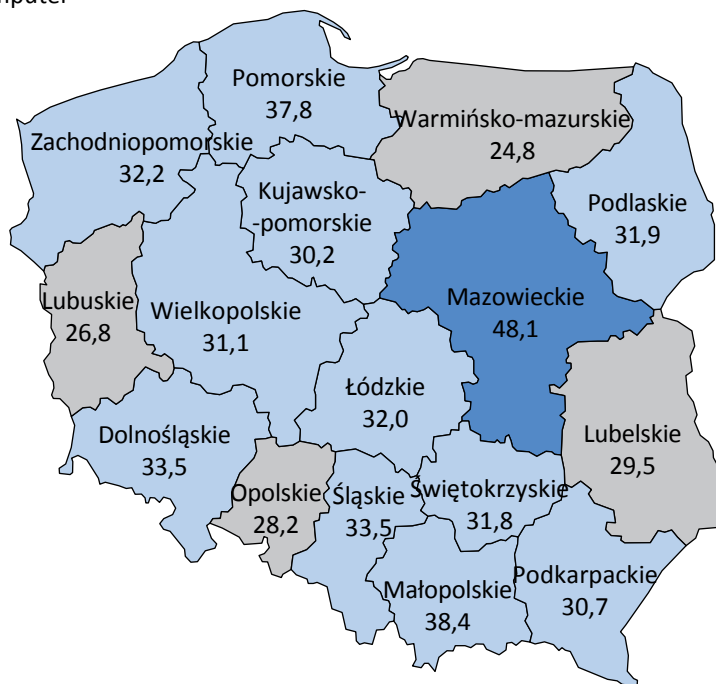 Pomorskie
37,8
Warmińsko-mazurskie
24,8
Zachodniopomorskie
32,2
Kujawsko-
-pomorskie
30,2
Podlaskie
31,9
Lubuskie
26,8
Wielkopolskie
31,1
Mazowieckie
48,1
Łódzkie
32,0
Dolnośląskie
33,5
Lubelskie
29,5
Opolskie
28,2
Śląskie
33,5
Świętokrzyskie
31,8
Małopolskie
38,4
Podkarpackie
30,7